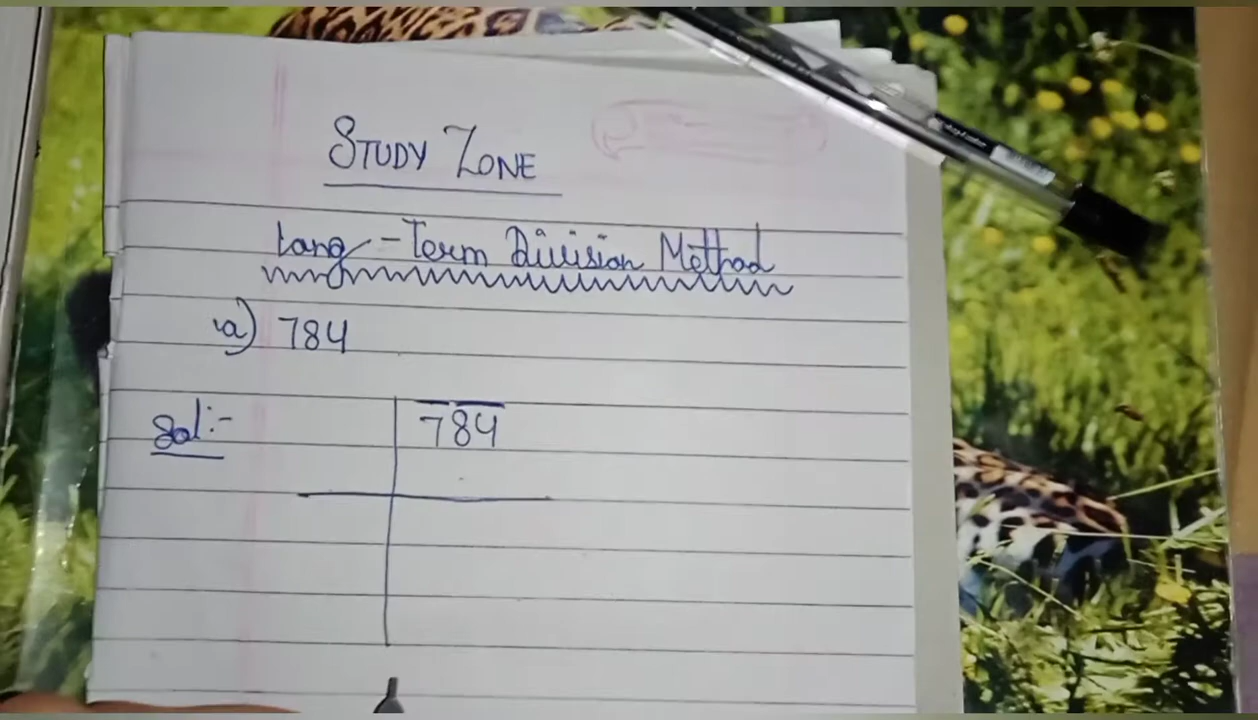 STUDY ZONE
Long-Term Division Method
(a) 784
Sol:-
784